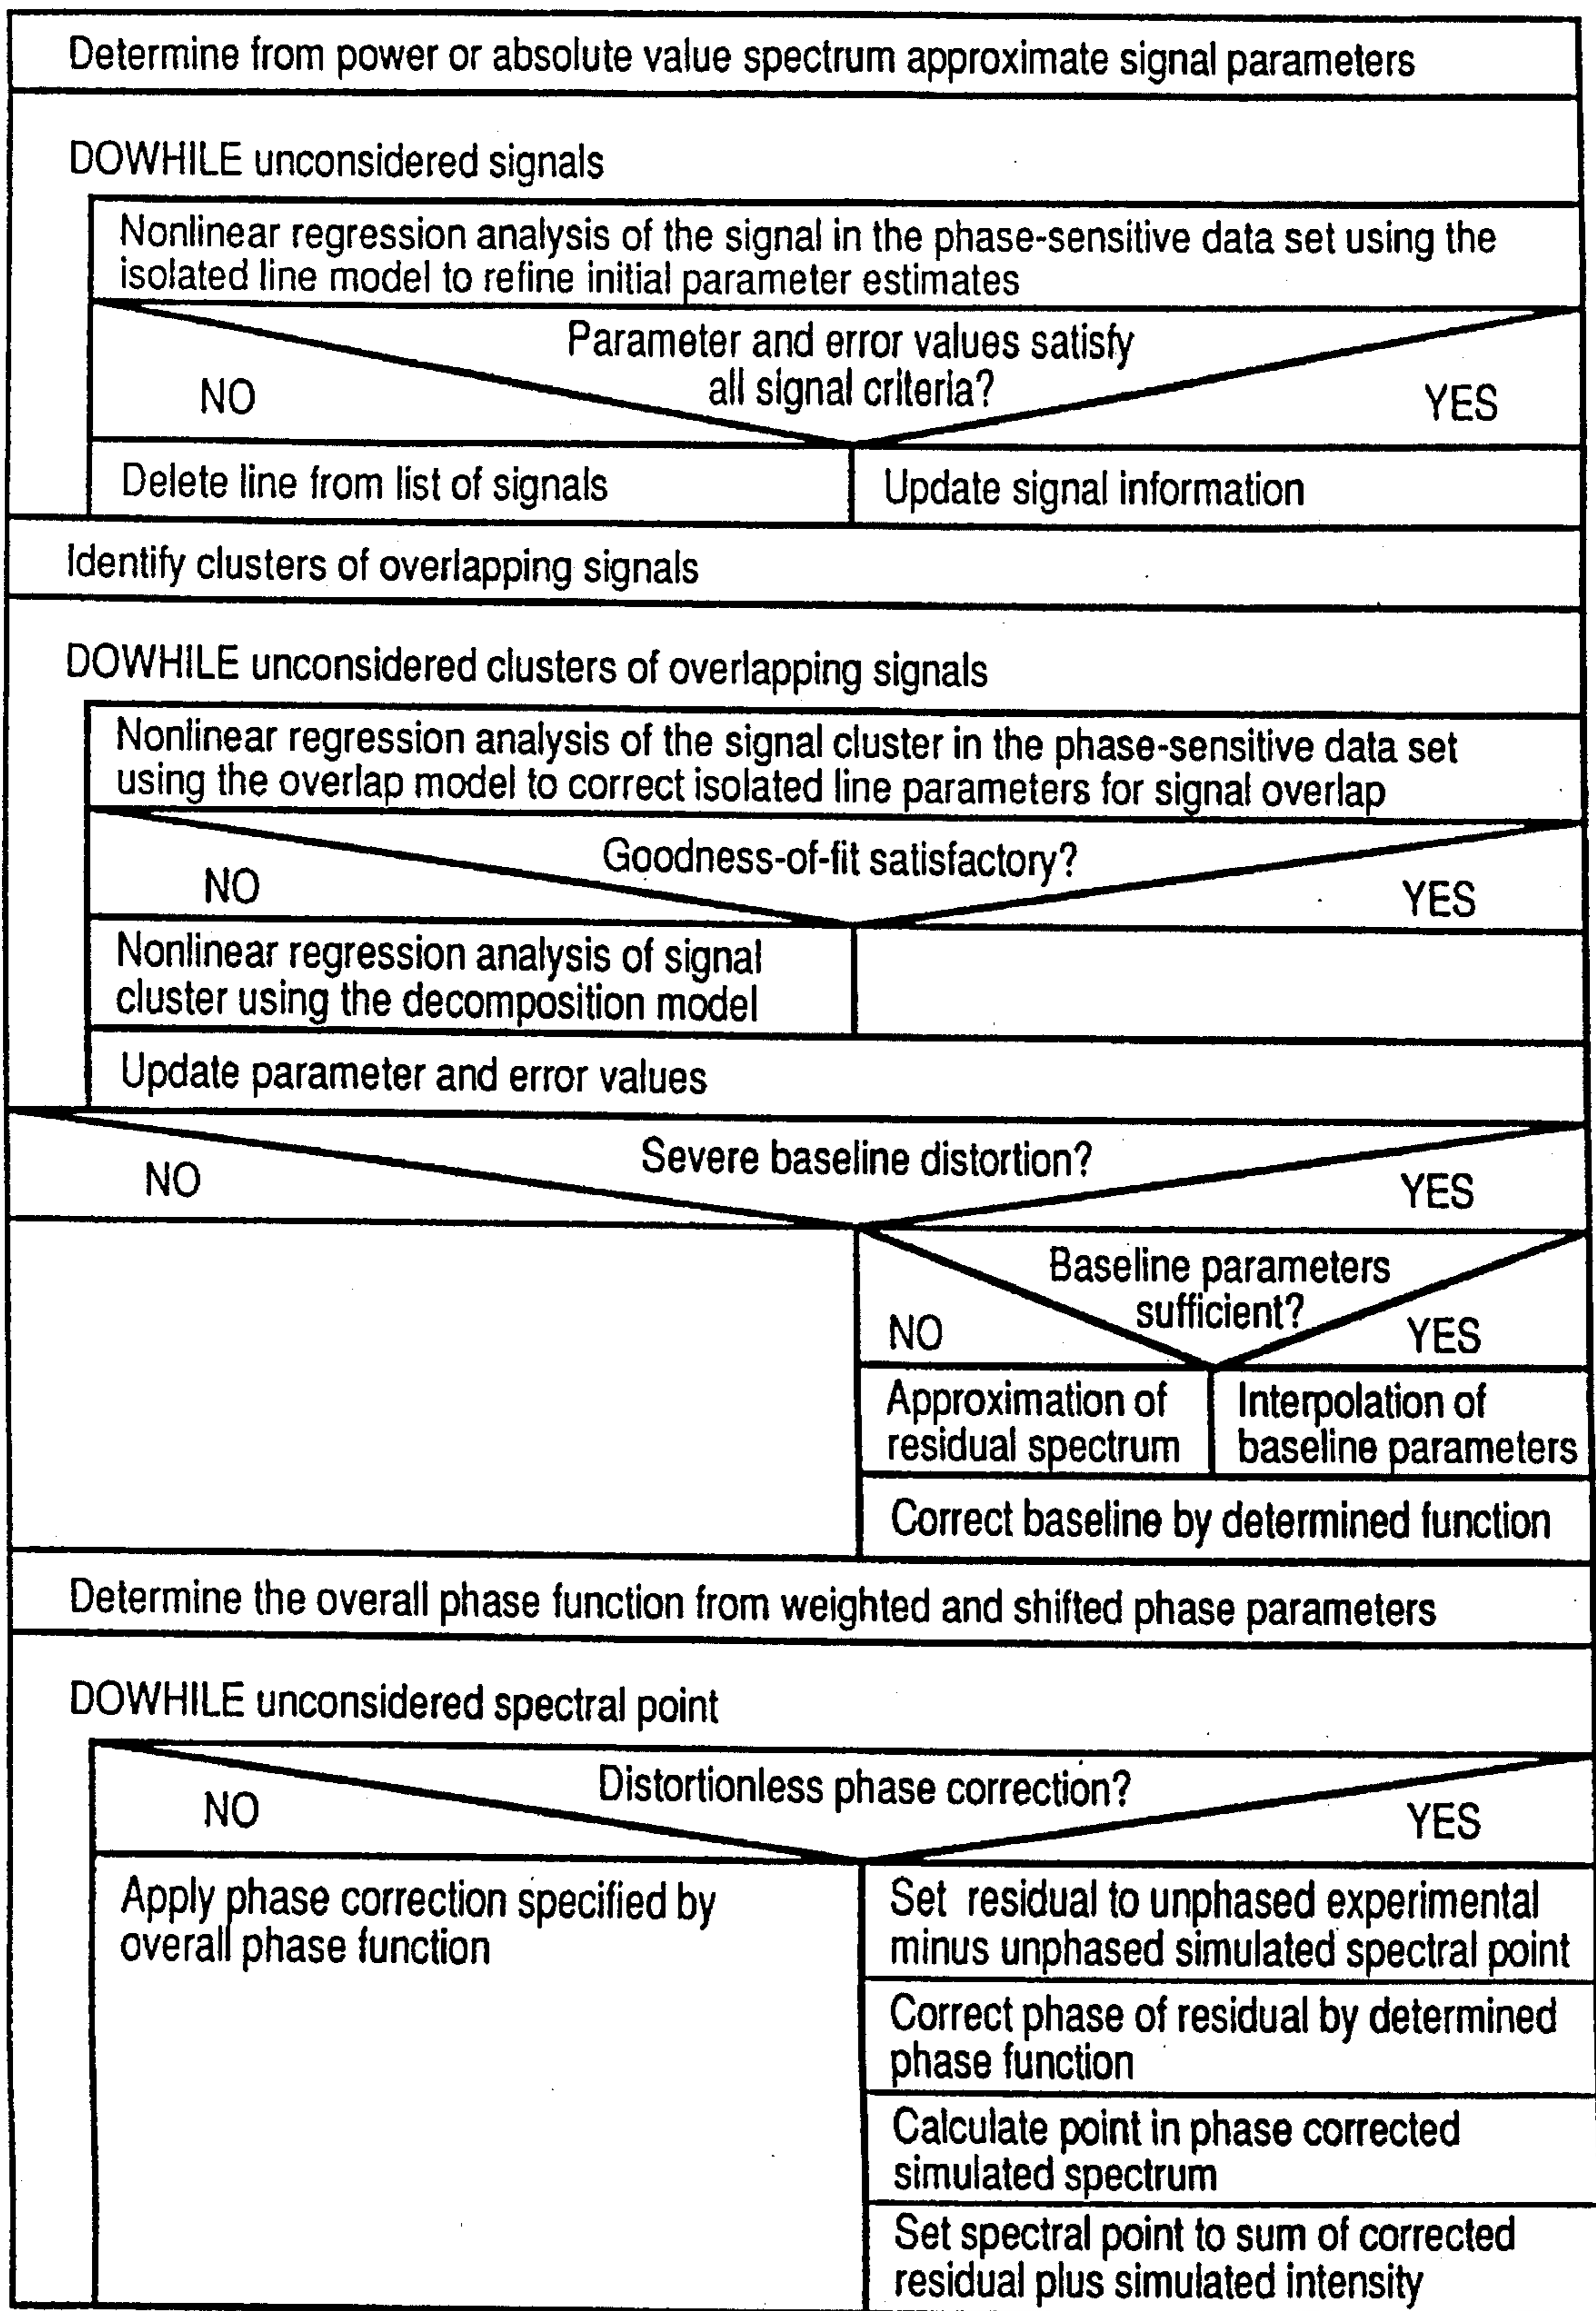 Determine from power or absolute value spectrum approximate signal parameters
DOWHILE unconsidered signals
Nonlinear regression analysis of the signal in the phase-sensitive data set using the
isolated line model to refine initial parameter estimates
Parameter and error values satisfy
all signal criteria?
NO
YES
Delete line from list of signals
Update signal information
Identify clusters of overlapping signals
DOWHILE unconsidered clusters of overlapping signals
Nonlinear regression analysis of the signal cluster in the phase-sensitive data set
using the overlap model to correct isolated line parameters for signal overlap
Goodness-of-fit satisfactory?
NO
YES
Nonlinear regression analysis of signal
cluster using the decomposition model
Update parameter and error values
Severe baseline distortion?
NO
YES
Baseline parameters
sufficient?
NO
YES
Approximation of
residual spectrum
Interpolation of
baseline parameters
Correct baseline by determined function
Determine the overall phase function from weighted and shifted phase parameters
DOWHILE unconsidered spectral point
Distortionless phase correction?
NO
YES
Apply phase correction specified by
overall phase function
Set residual to unphased experimental
minus unphased simulated spectral point
Correct phase of residual by determined
phase function
Calculate point in phase corrected
simulated spectrum
Set spectral point to sum of corrected
residual plus simulated intensity